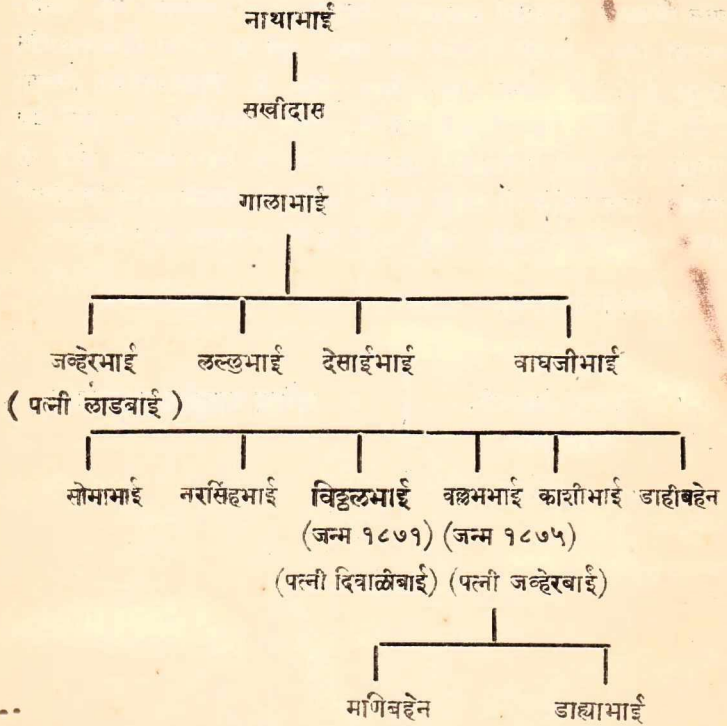 नाथाभाई
सखीदास
गालाभाई
जव्हेरभाई लल्लुभाई देसाईभाई वाघजीभाई
( पत्नी लाडबाई )
सोमाभाई नरसिंहभाई विठ्ठलभाई वल्लभभाई काशीभाई डाहीबहेन
(जन्म १८७१) (जन्म १८७५)
(पत्नी दिवाळीबाई) (पत्नी जव्हेरबाई)
मणिबहेन डाह्याभाई